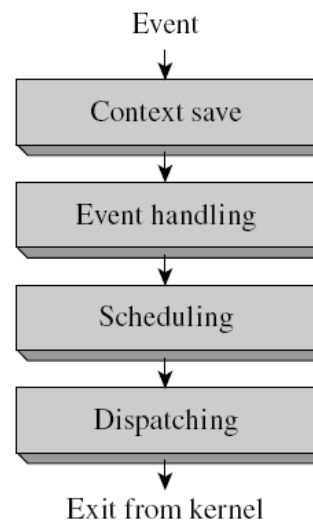 Event
Context save
Event handling
Scheduling
Dispatching
Exit from kernel